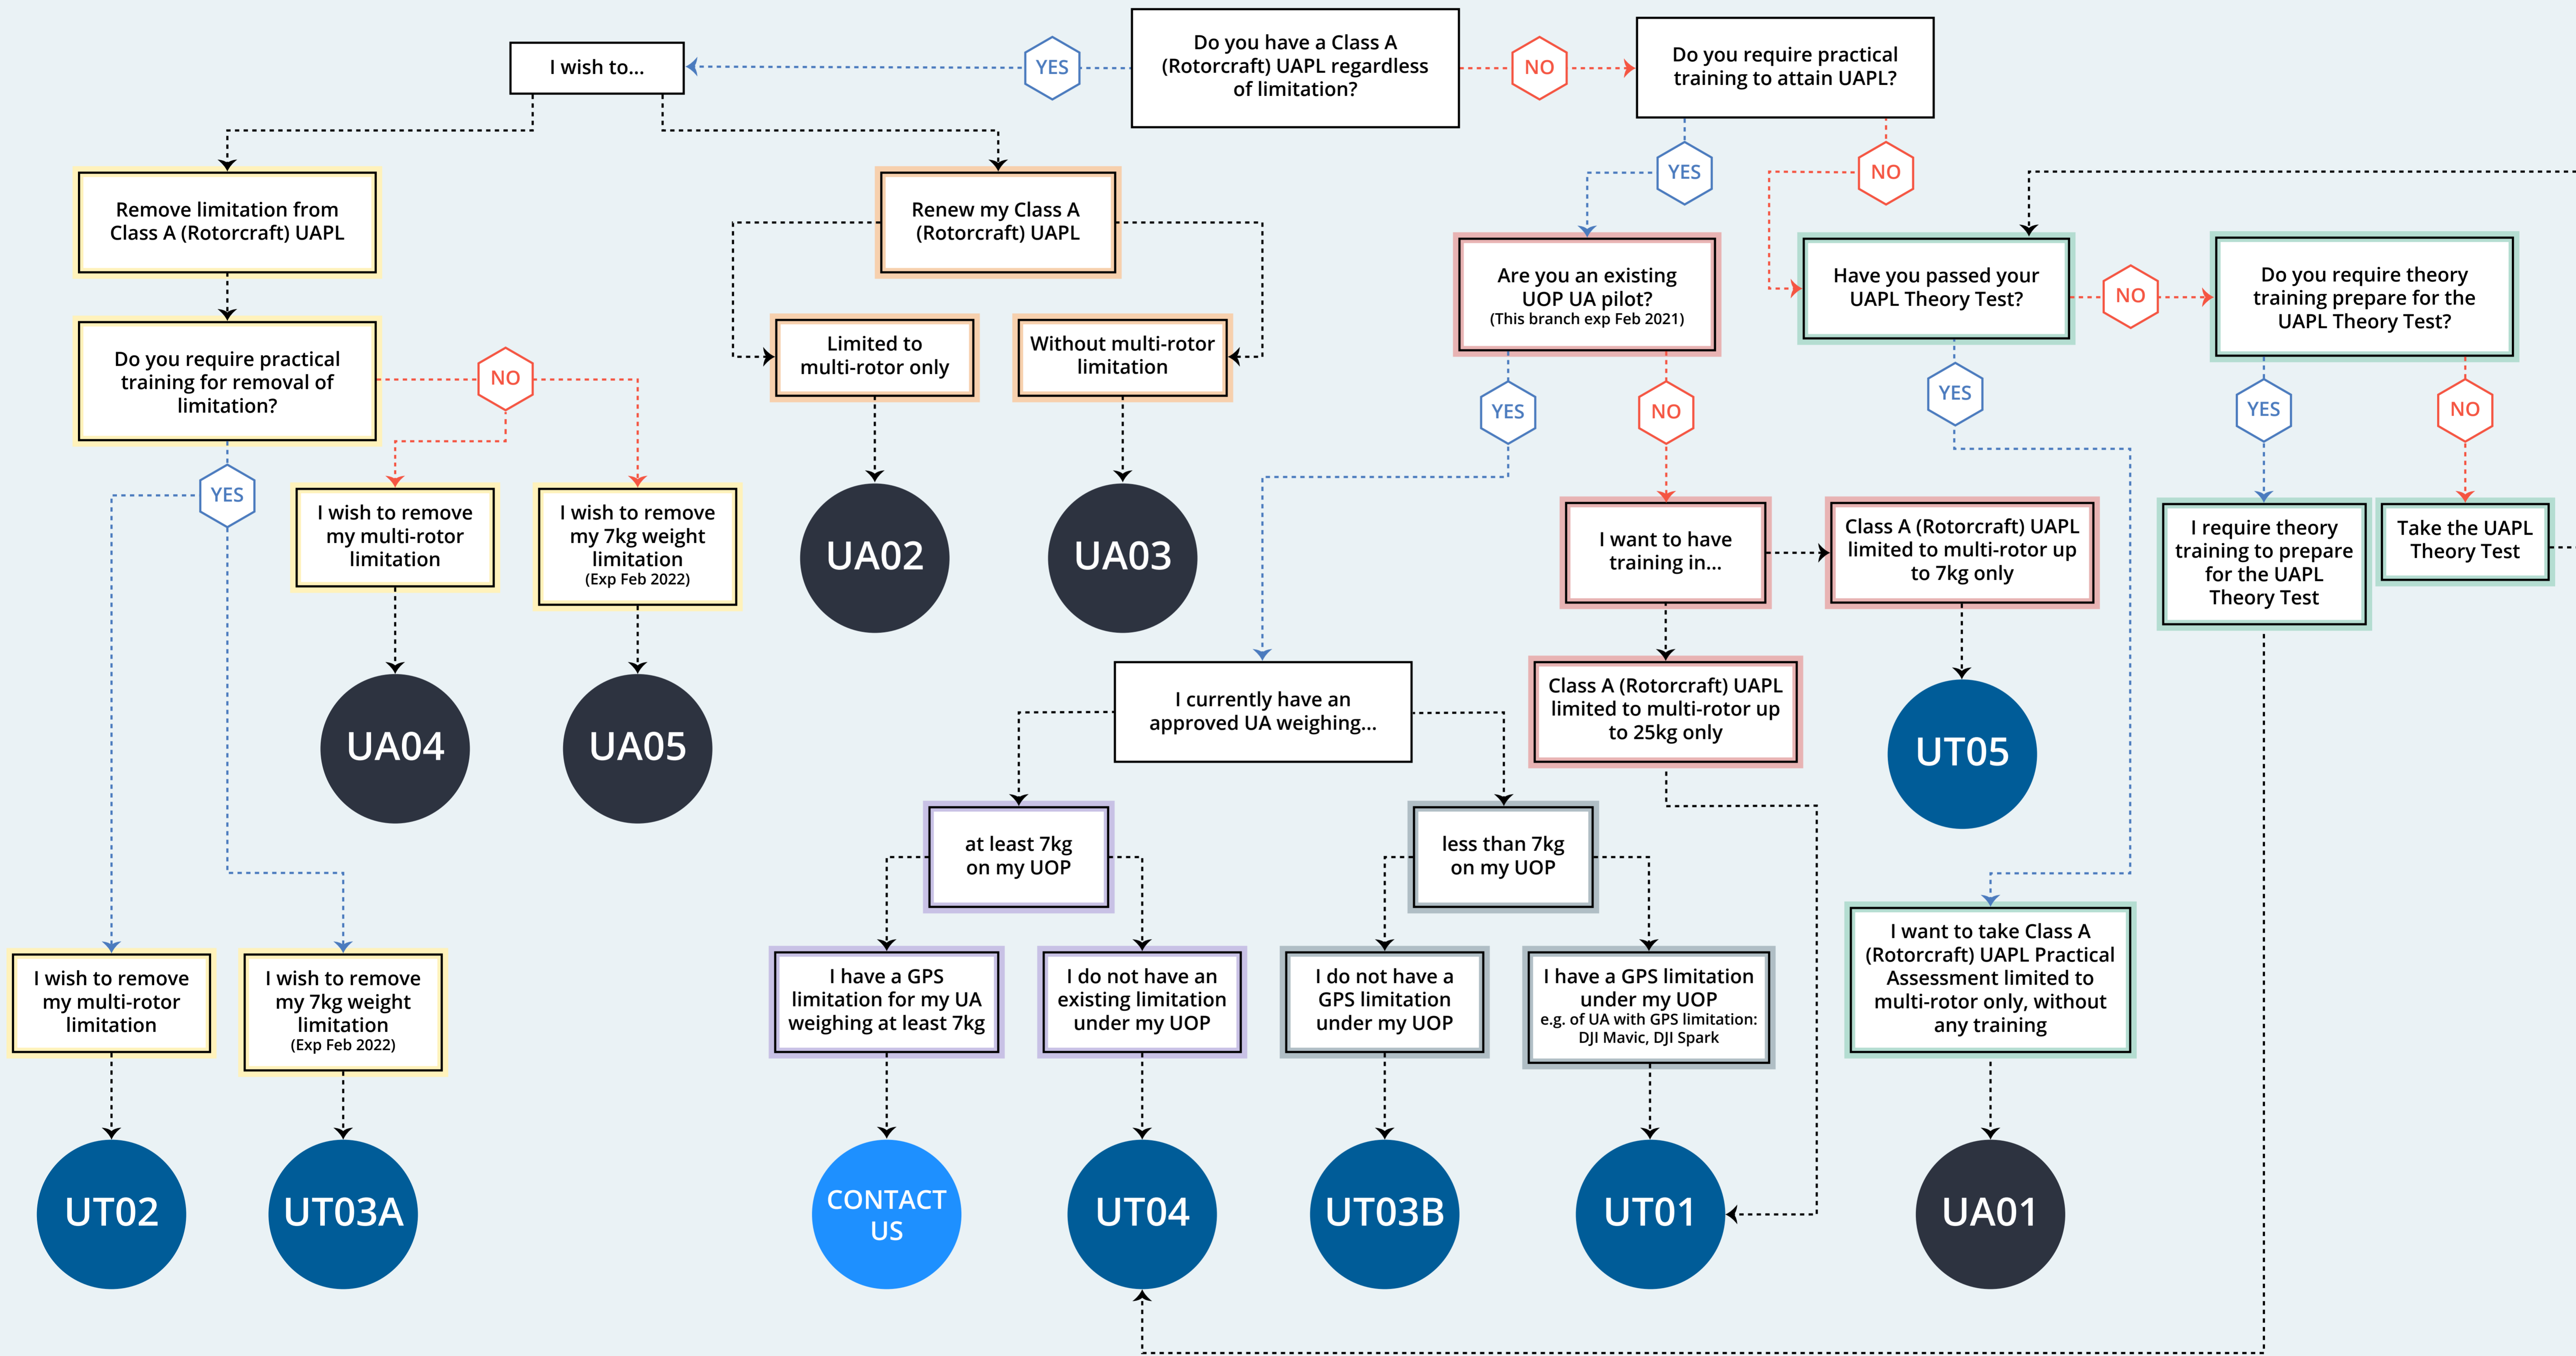 Do you have a Class A
(Rotorcraft) UAPL regardless
of limitation?
YES
NO
I wish to...
Do you require practical
training to attain UAPL?
YES
NO
Remove limitation from
Class A (Rotorcraft) UAPL
Renew my Class A
(Rotorcraft) UAPL
Do you require practical
training for removal of
limitation?
NO
YES
I wish to remove
my multi-rotor
limitation
I wish to remove
my 7kg weight
limitation
(Exp Feb 2022)
UA04
UA05
I wish to remove
my multi-rotor
limitation
I wish to remove
my 7kg weight
limitation
(Exp Feb 2022)
UT02
UT03A
Limited to
multi-rotor only
Without multi-rotor
limitation
UA02
UA03
Are you an existing
UOP UA pilot?
(This branch exp Feb 2021)
YES
NO
I currently have an
approved UA weighing...
at least 7kg
on my UOP
less than 7kg
on my UOP
I have a GPS
limitation for my UA
weighing at least 7kg
I do not have an
existing limitation
under my UOP
I do not have a
GPS limitation
under my UOP
I have a GPS limitation
under my UOP
e.g. of UA with GPS limitation:
DJI Mavic, DJI Spark
CONTACT
US
UT04
UT03B
UT01
I want to have
training in...
Class A (Rotorcraft) UAPL
limited to multi-rotor up
to 7kg only
Class A (Rotorcraft) UAPL
limited to multi-rotor up
to 25kg only
UT05
Have you passed your
UAPL Theory Test?
NO
YES
Do you require theory
training prepare for the
UAPL Theory Test?
YES
NO
I require theory
training to prepare
for the UAPL
Theory Test
Take the UAPL
Theory Test
I want to take Class A
(Rotorcraft) UAPL Practical
Assessment limited to
multi-rotor only, without
any training
UA01